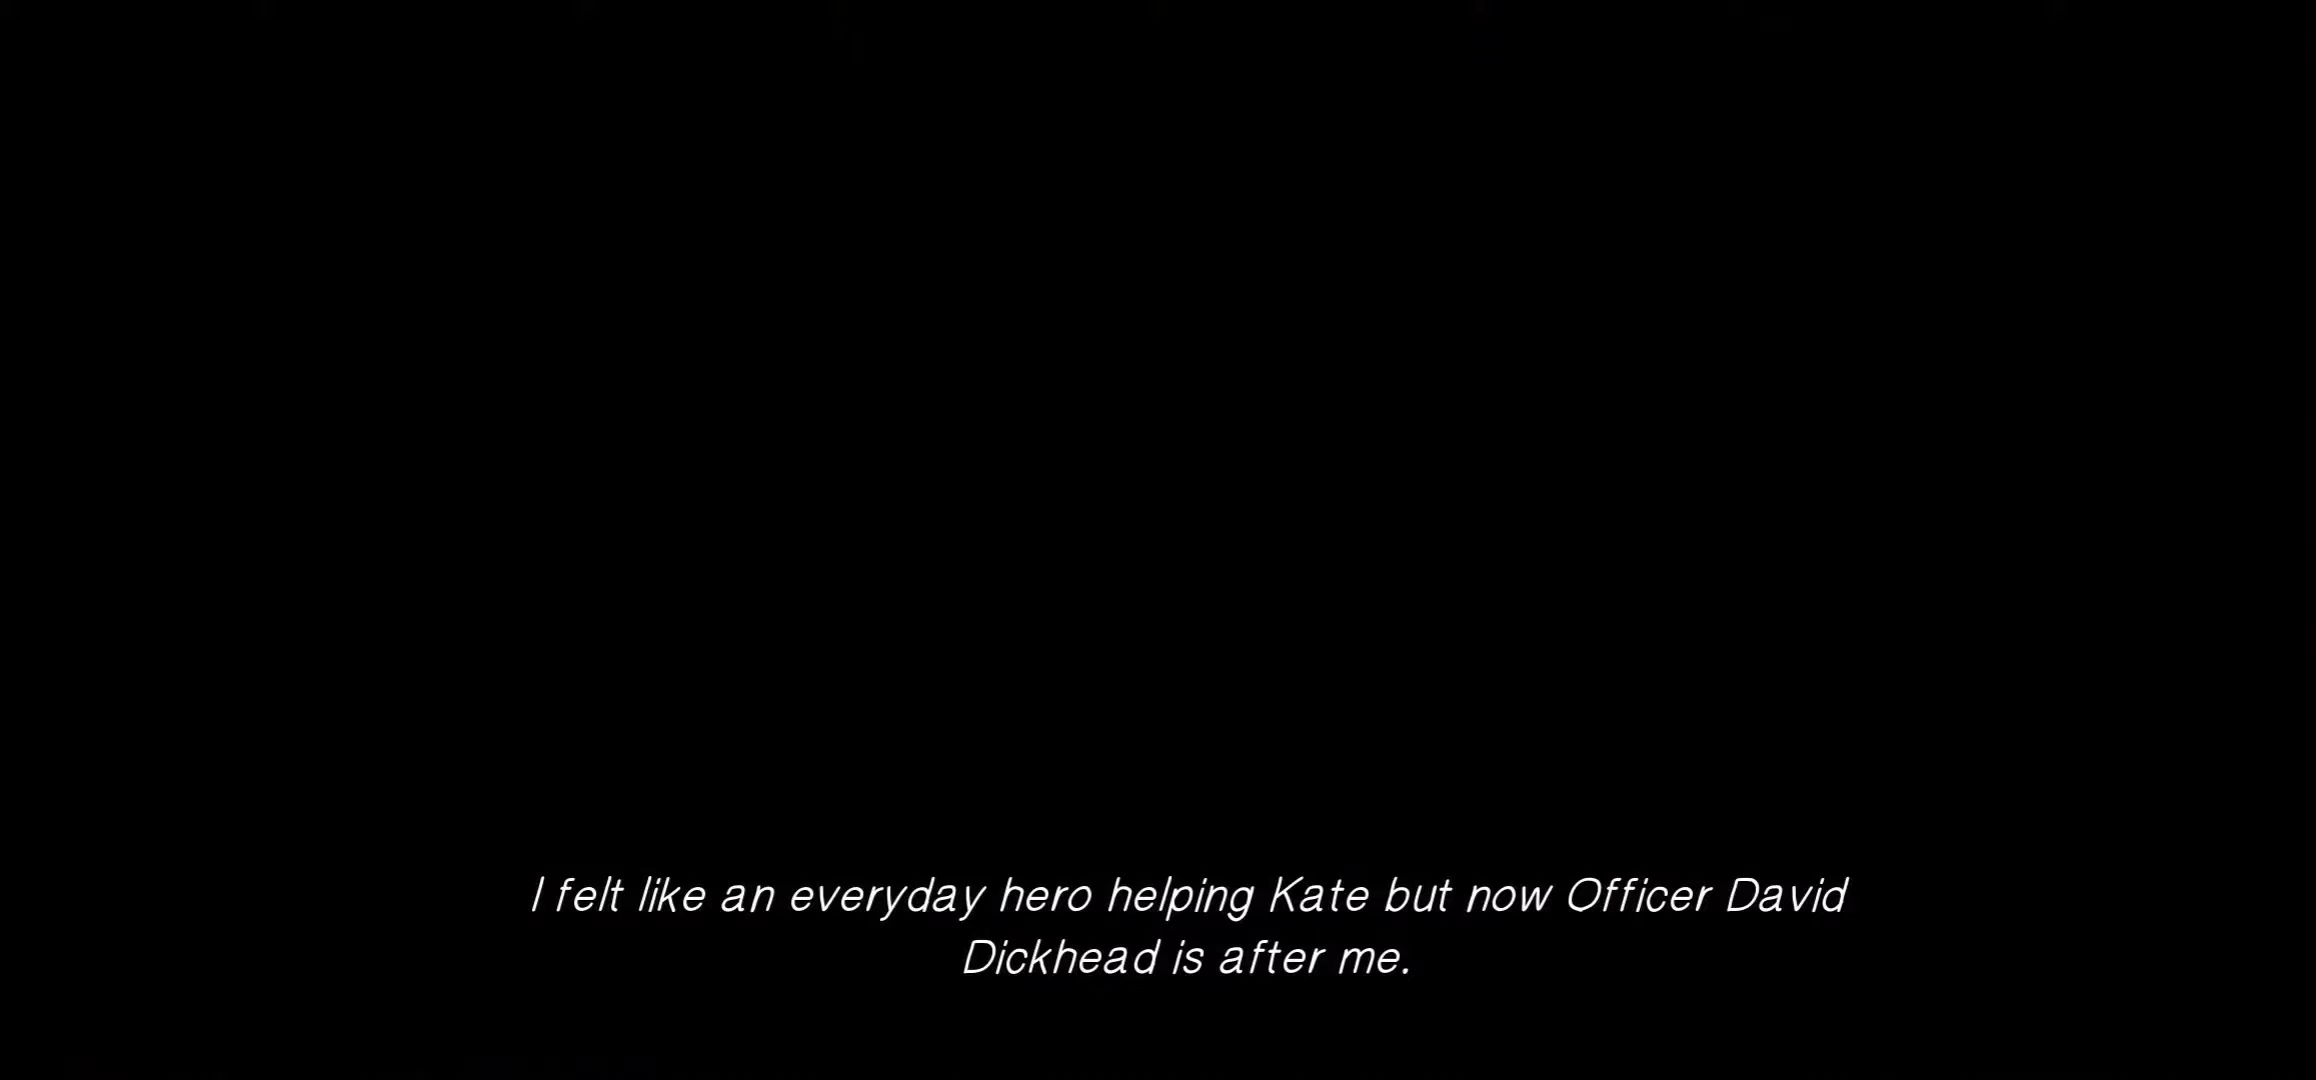 I felt like an everyday hero helping Kate but now Officer David
Dickhead is after me.